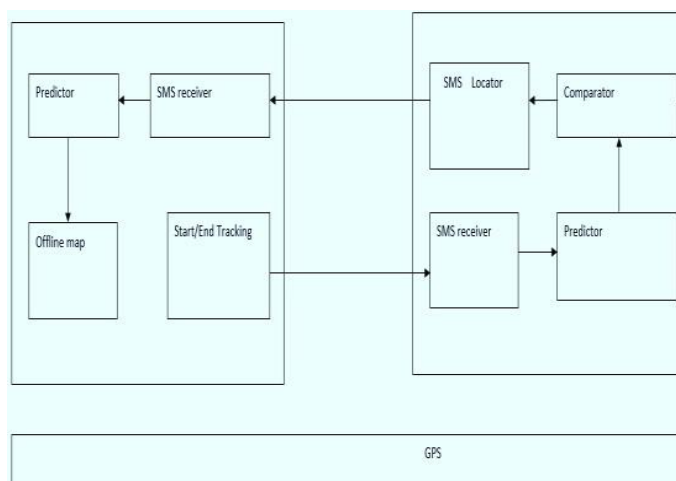 Predictor
SMS receiver
Offline map
Start/End Tracking
SMS Locator
Comparator
SMS receiver
Predictor
GPS